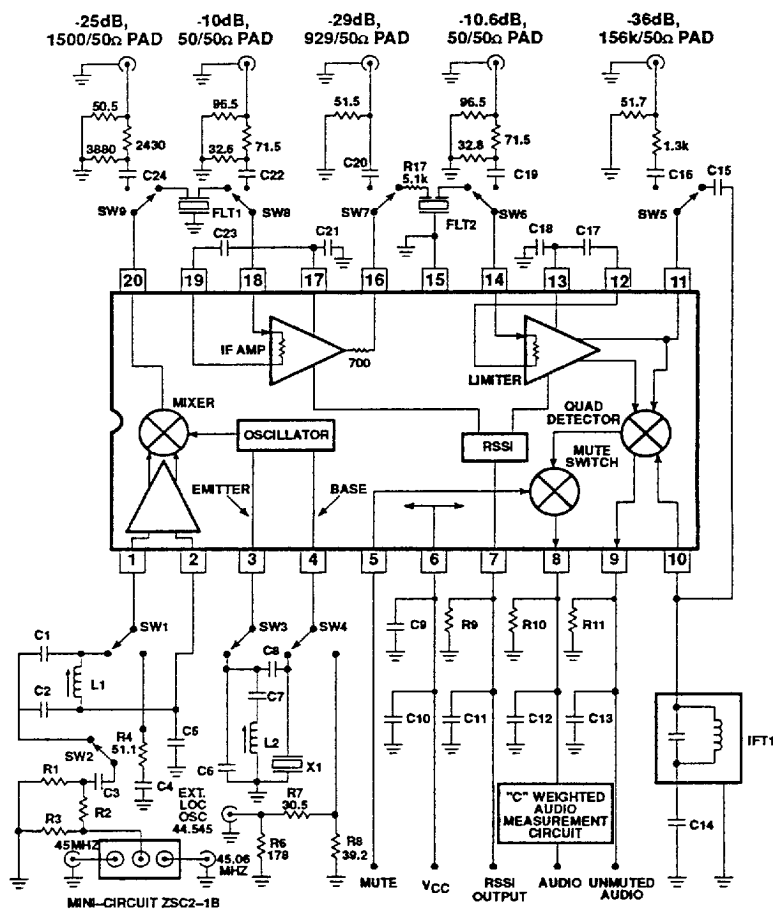 -25dB, -10dB, -29dB, -10.6dB, -36dB,
1500/50Ω PAD 50/50Ω PAD 929/50Ω PAD 50/50Ω PAD 156k/50Ω PAD
50.5 96.5 51.5 96.5 51.7
2430 71.5 71.5 1.3k
3880 32.6 32.8
C24 C22 C20 R17 C19 C16 C15
5.1k
SW9 FLT1 SW8 SW7 FLT2 SW6 SW5
C23 C21 C18 C17
20 19 18 17 16 15 14 13 12 11
IF AMP
700
LIMITER
MIXER
OSCILLATOR
RSSI
QUAD
DETECTOR
MUTE
SWITCH
EMITTER BASE
1 2 3 4 5 6 7 8 9 10
SW1 SW3 SW4
C9 R9 R10 R11
C1 C8
L1 C7
C2
R4
51.1
C5 L2 C10 C11 C12 C13
IFT1
SW2
C6 X1
R1 C3 C4
R2
EXT.
LOC
OSC
44.545
R7
30.5
R3
R6
178
R8
39.2
"C" WEIGHTED
AUDIO
MEASUREMENT
CIRCUIT
C14
45MHZ 45.06
MHZ
MUTE VCC RSSI
OUTPUT
AUDIO UNMUTED
AUDIO
MINI-CIRCUIT ZSC2-1B